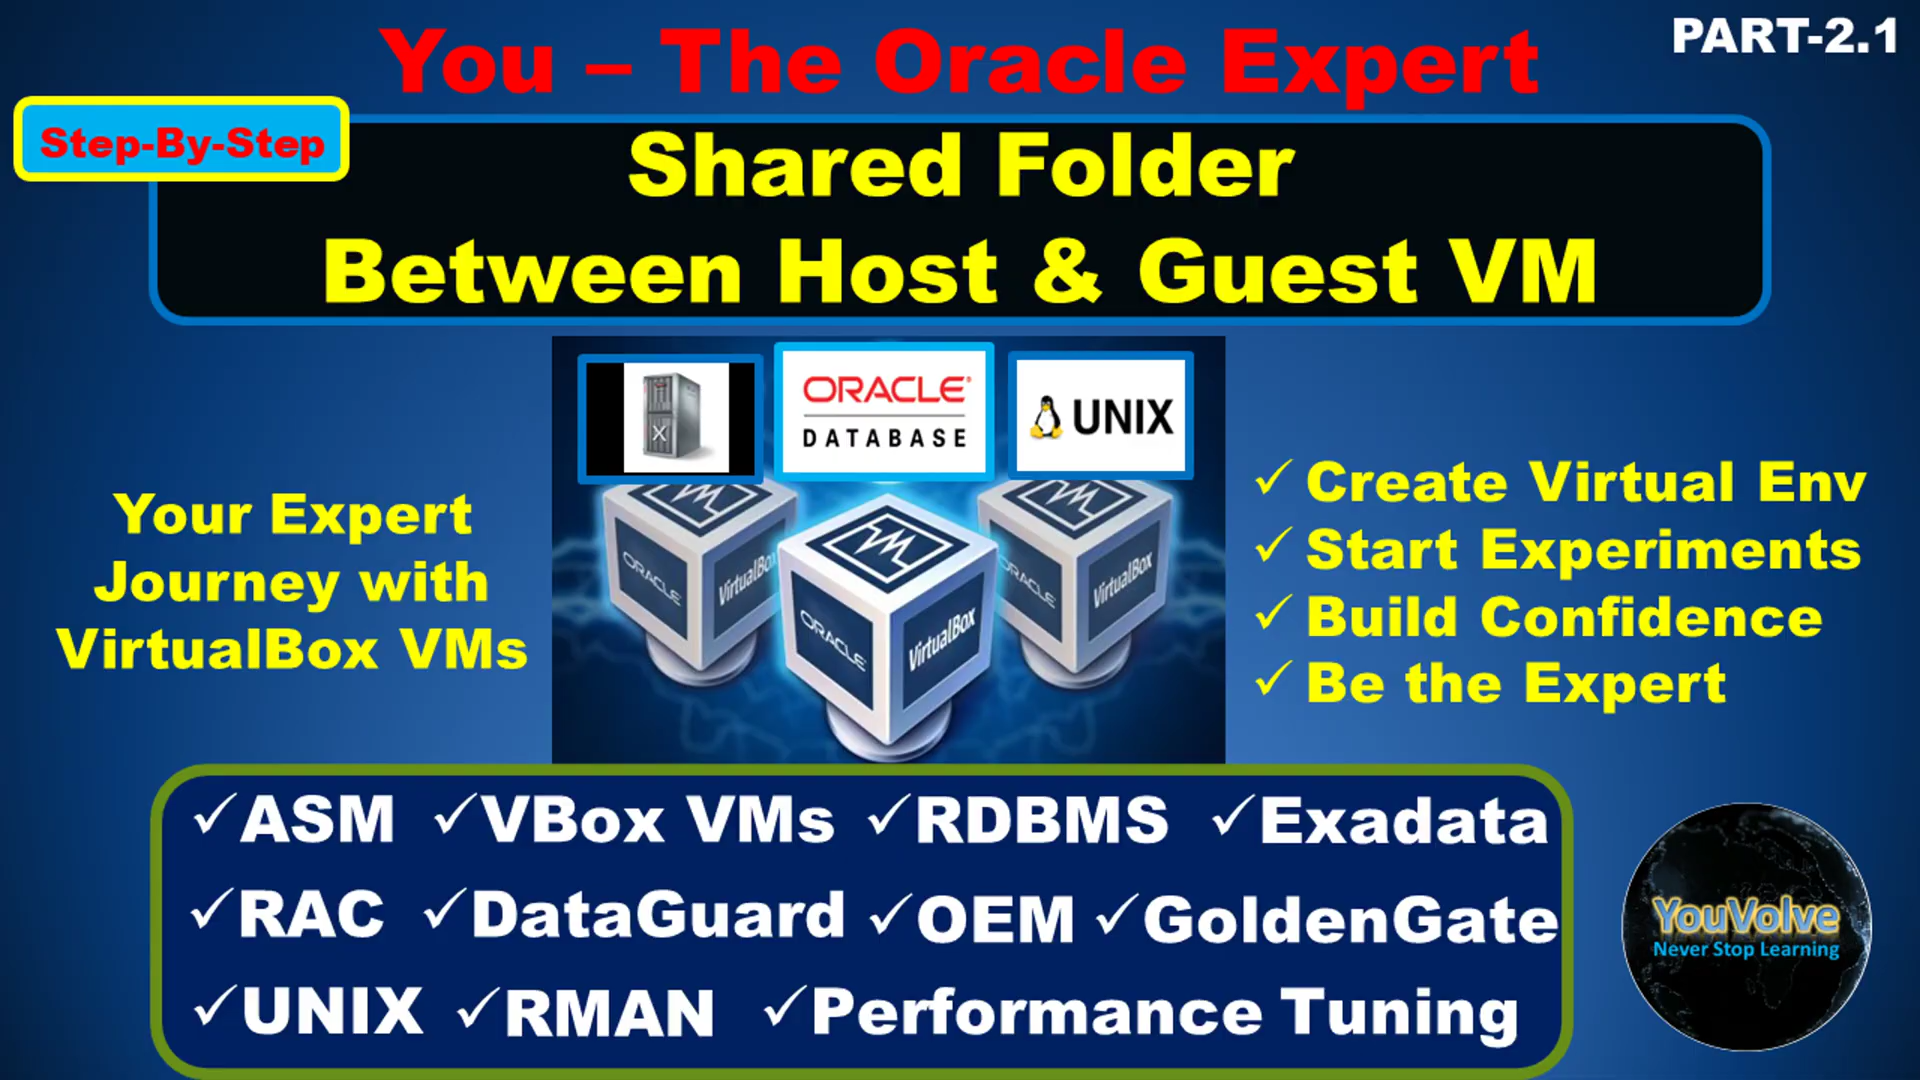 You – The Oracle Expert
PART-2.1
Step-By-Step
Shared Folder
Between Host & Guest VM
X
ORACLE®
DATABASE
UNIX
Your Expert
Journey with
VirtualBox VMs
ORACLE
VirtualBox
ORACLE
VirtualBox
ORACLE
VirtualBox
✓ Create Virtual Env
✓ Start Experiments
✓ Build Confidence
✓ Be the Expert
✓ASM ✓VBox VMs ✓RDBMS ✓Exadata
✓RAC ✓DataGuard ✓OEM ✓GoldenGate
✓UNIX ✓RMAN ✓Performance Tuning
YouVolve
Never Stop Learning